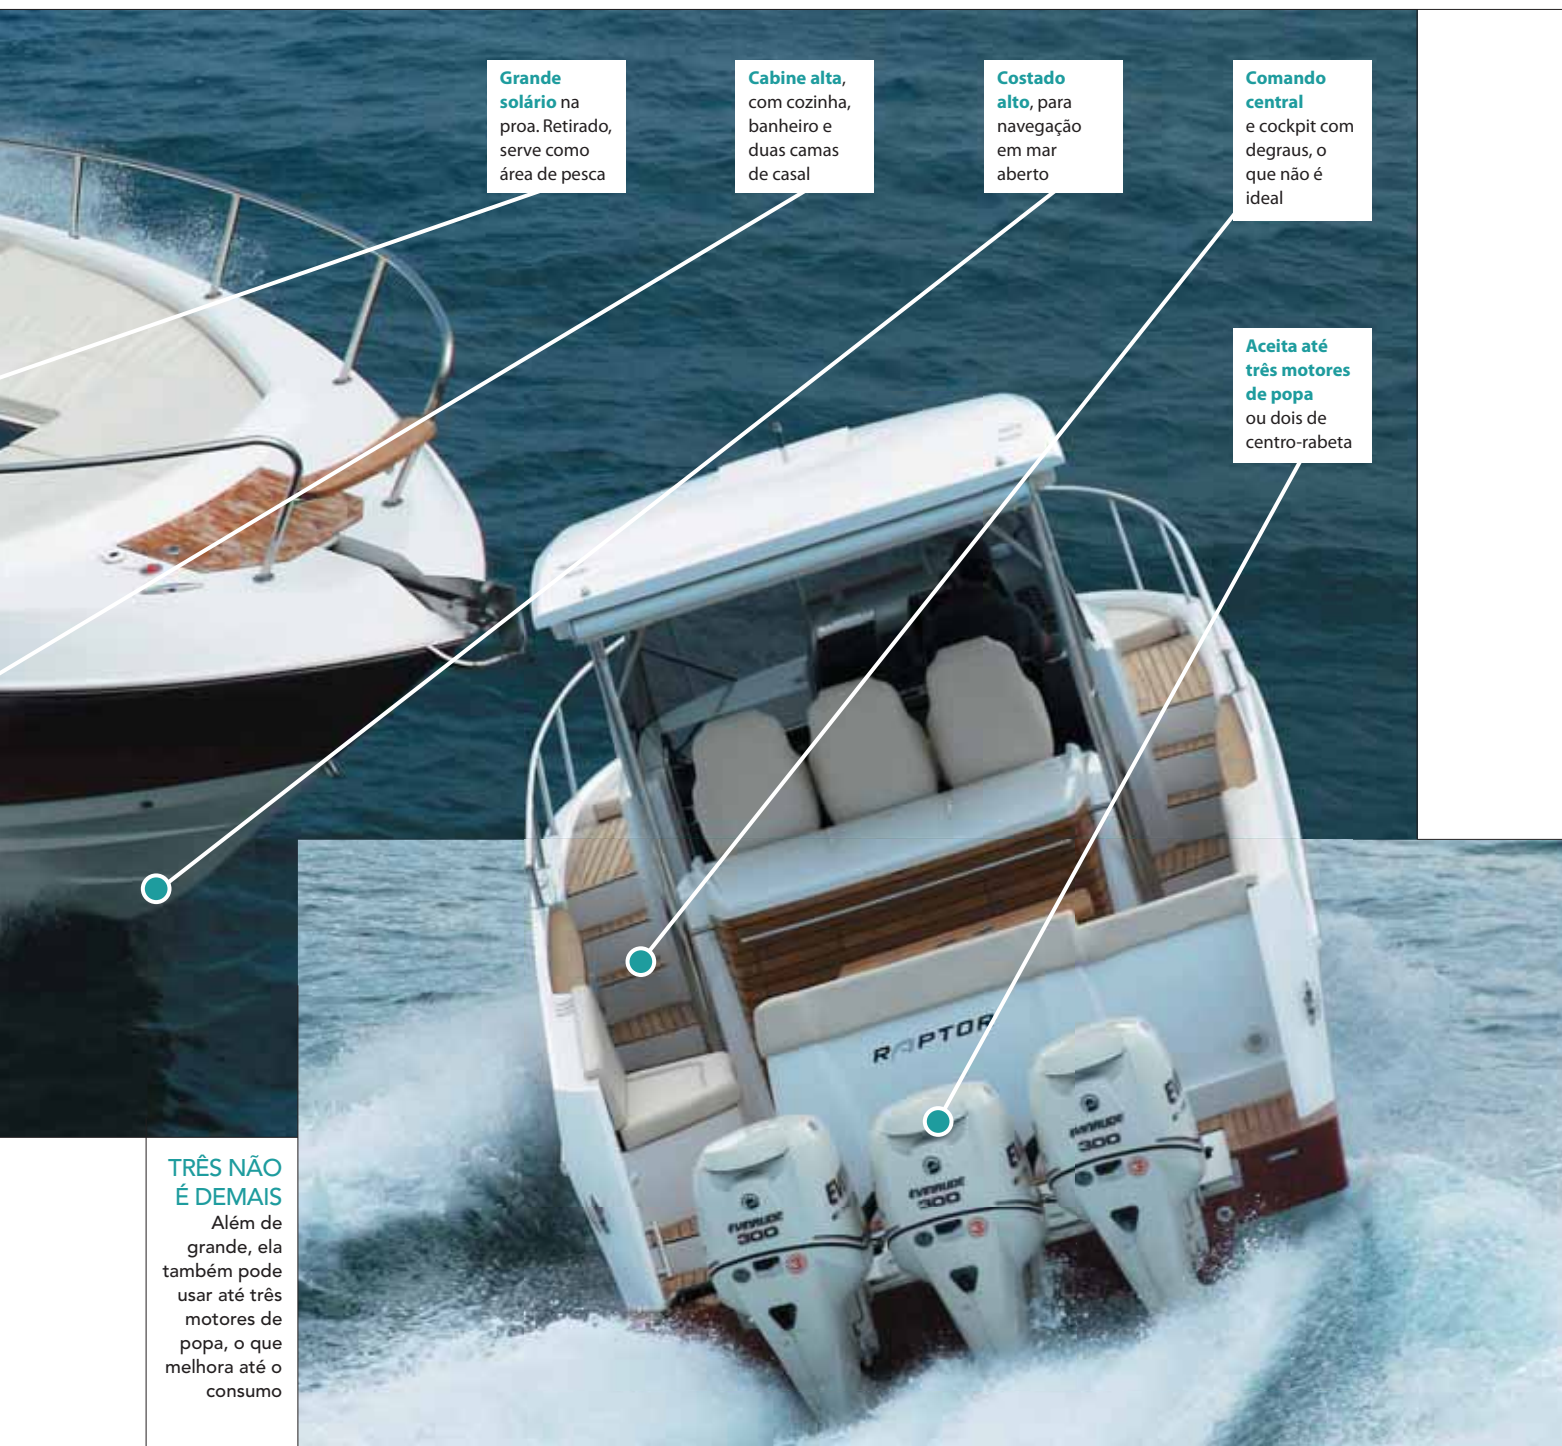 Grande
solário na
proa. Retirado,
serve como
área de pesca
Cabine alta,
com cozinha,
banheiro e
duas camas
de casal
Costado
alto, para
navegação
em mar
aberto
Comando
central
e cockpit com
degraus, o
que não é
ideal
Aceita até
três motores
de popa
ou dois de
centro-rabeta
RAPTOR
EVINRUDE
300
EVINRUDE
300
EVINRUDE
300
TRÊS NÃO
É DEMAIS
Além de
grande, ela
também pode
usar até três
motores de
popa, o que
melhora até o
consumo